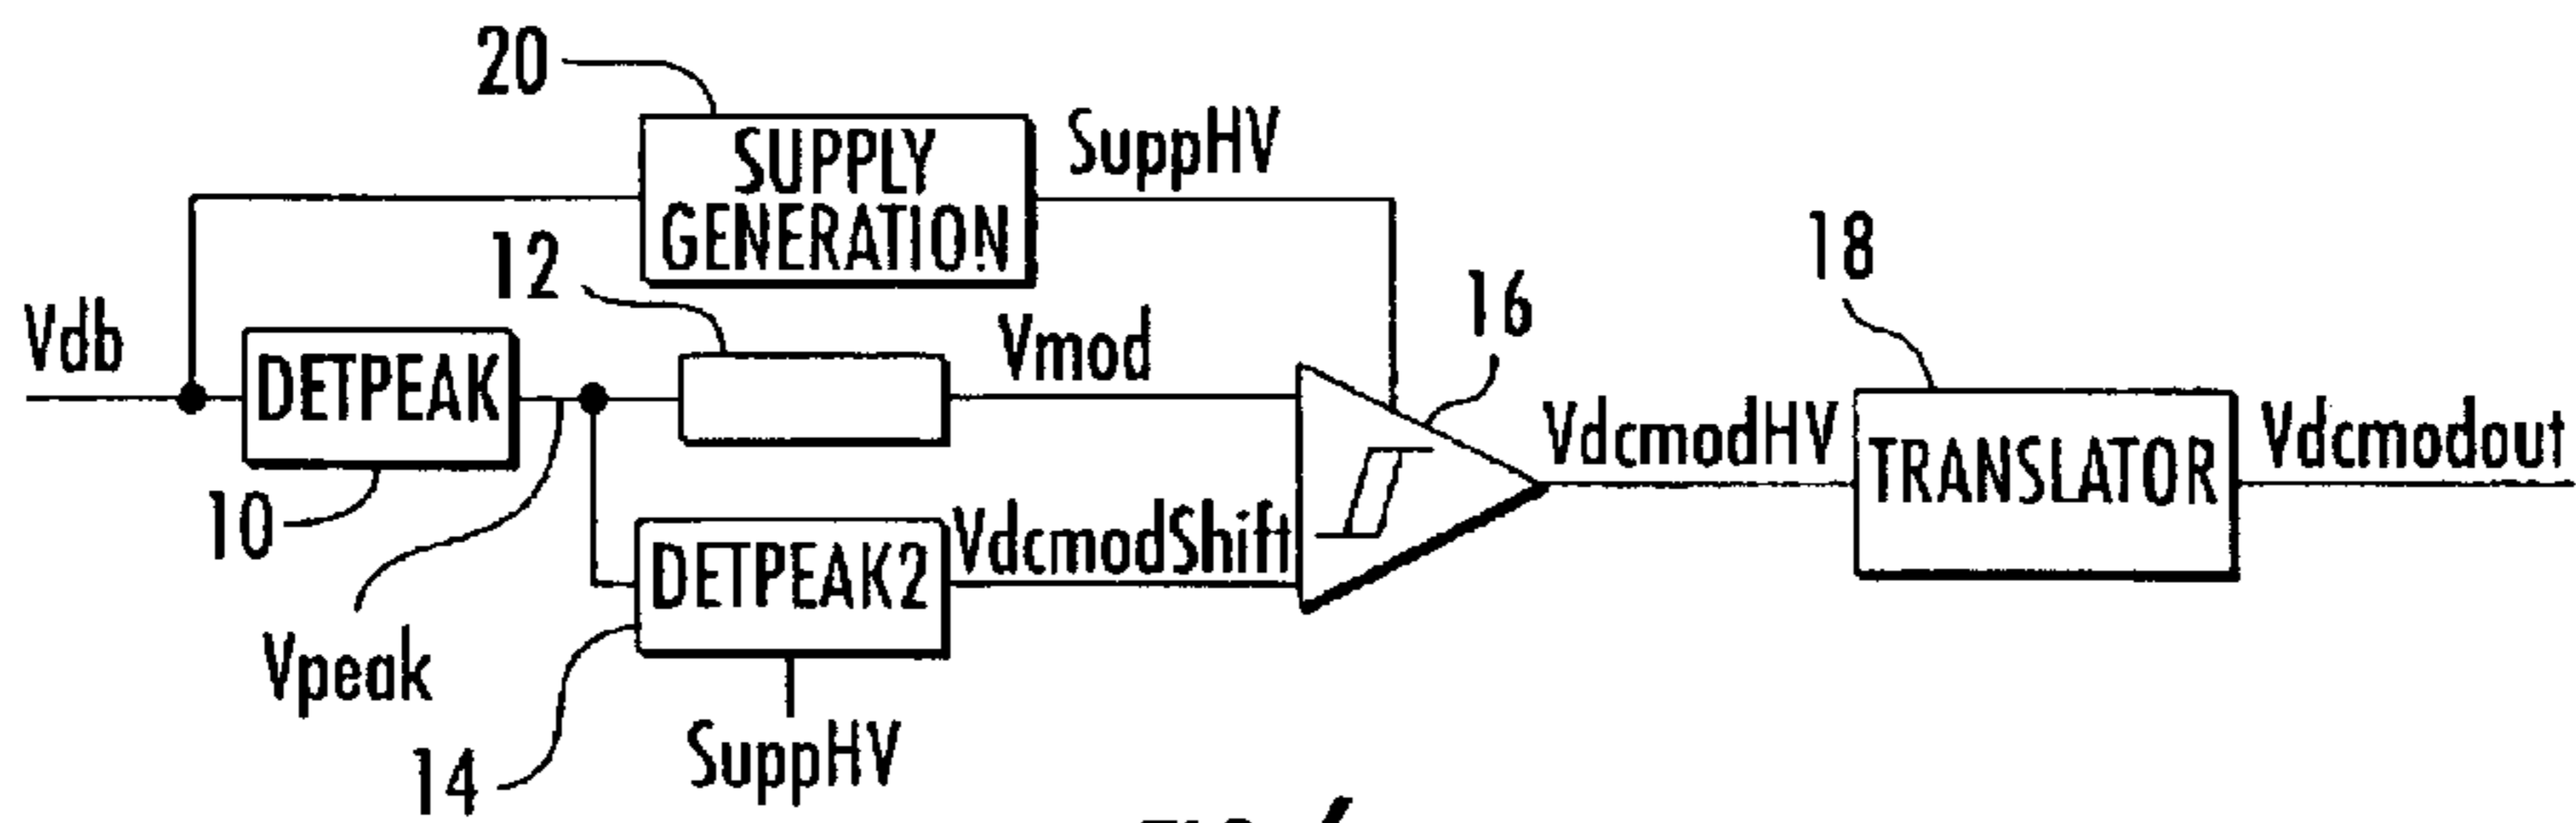 20
SUPPLY
GENERATION
SuppHV
12
Vdb
DETPEAK
Vmod
16
18
VdcmodHV
TRANSLATOR
Vdcmodout
10
DETPEAK2
VdcmodShift
Vpeak
14
SuppHV